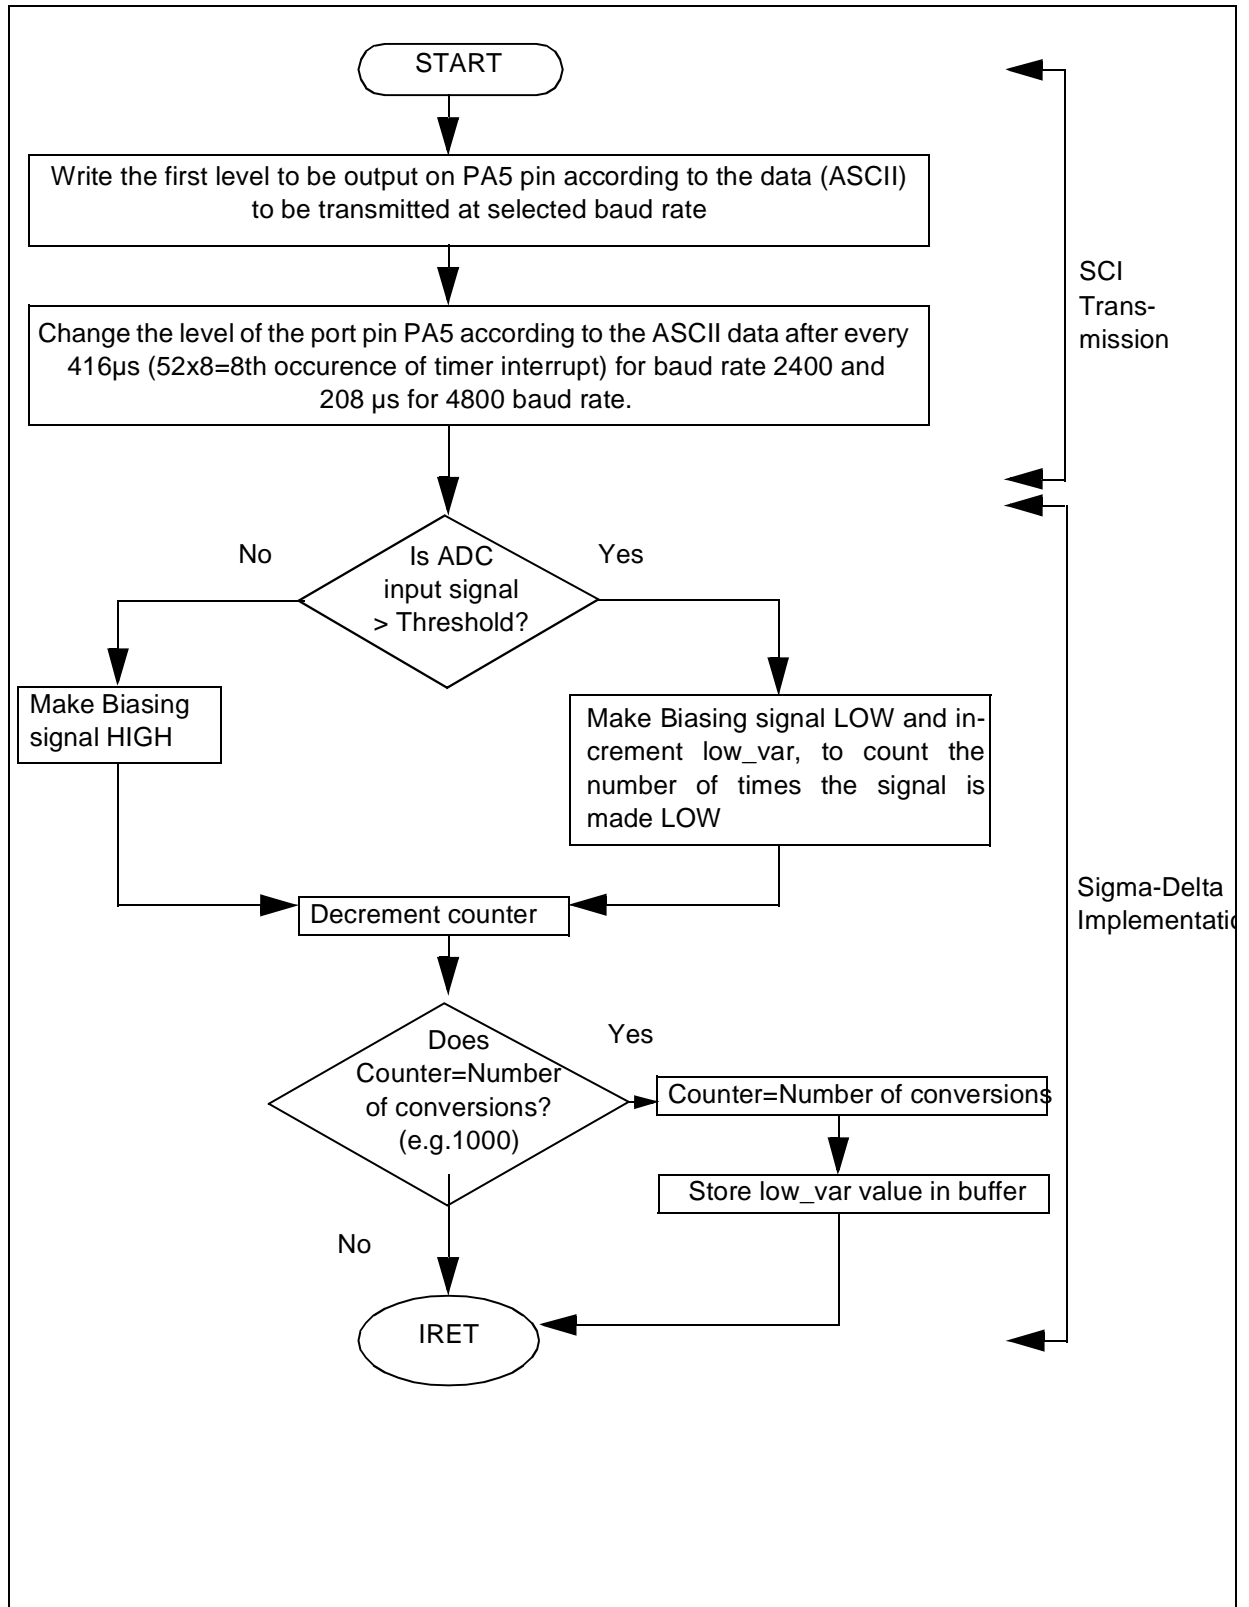 START
Write the first level to be output on PA5 pin according to the data (ASCII)
to be transmitted at selected baud rate
Change the level of the port pin PA5 according to the ASCII data after every
416µs (52x8=8th occurence of timer interrupt) for baud rate 2400 and
208 µs for 4800 baud rate.
SCI
Trans-
mission
No
Is ADC
input signal
> Threshold?
Yes
Make Biasing
signal HIGH
Make Biasing signal LOW and in-
crement low_var, to count the
number of times the signal is
made LOW
Decrement counter
Sigma-Delta
Implementatic
Does
Counter=Number
of conversions?
(e.g.1000)
Yes
Counter=Number of conversions
Store low_var value in buffer
No
IRET